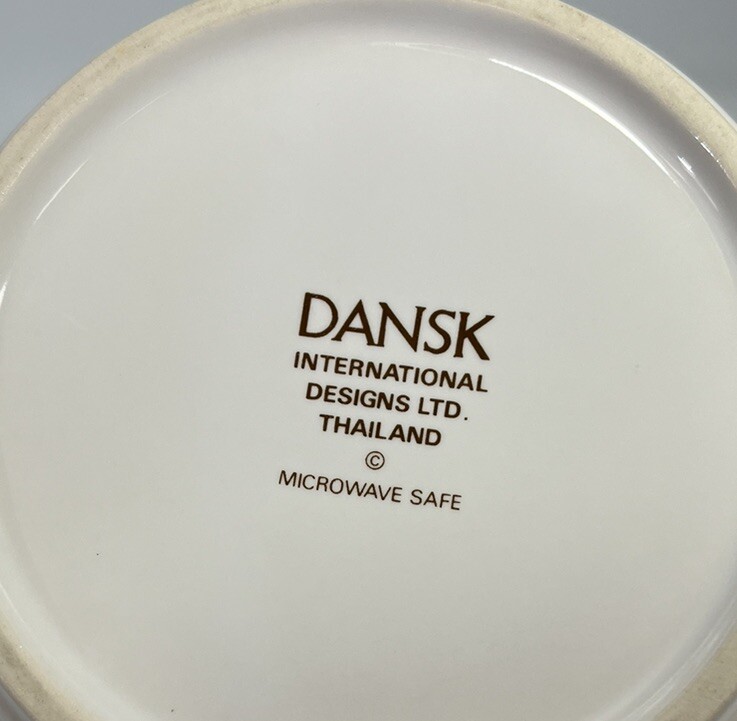 DANSK
INTERNATIONAL
DESIGNS LTD.
THAILAND
©
MICROWAVE SAFE